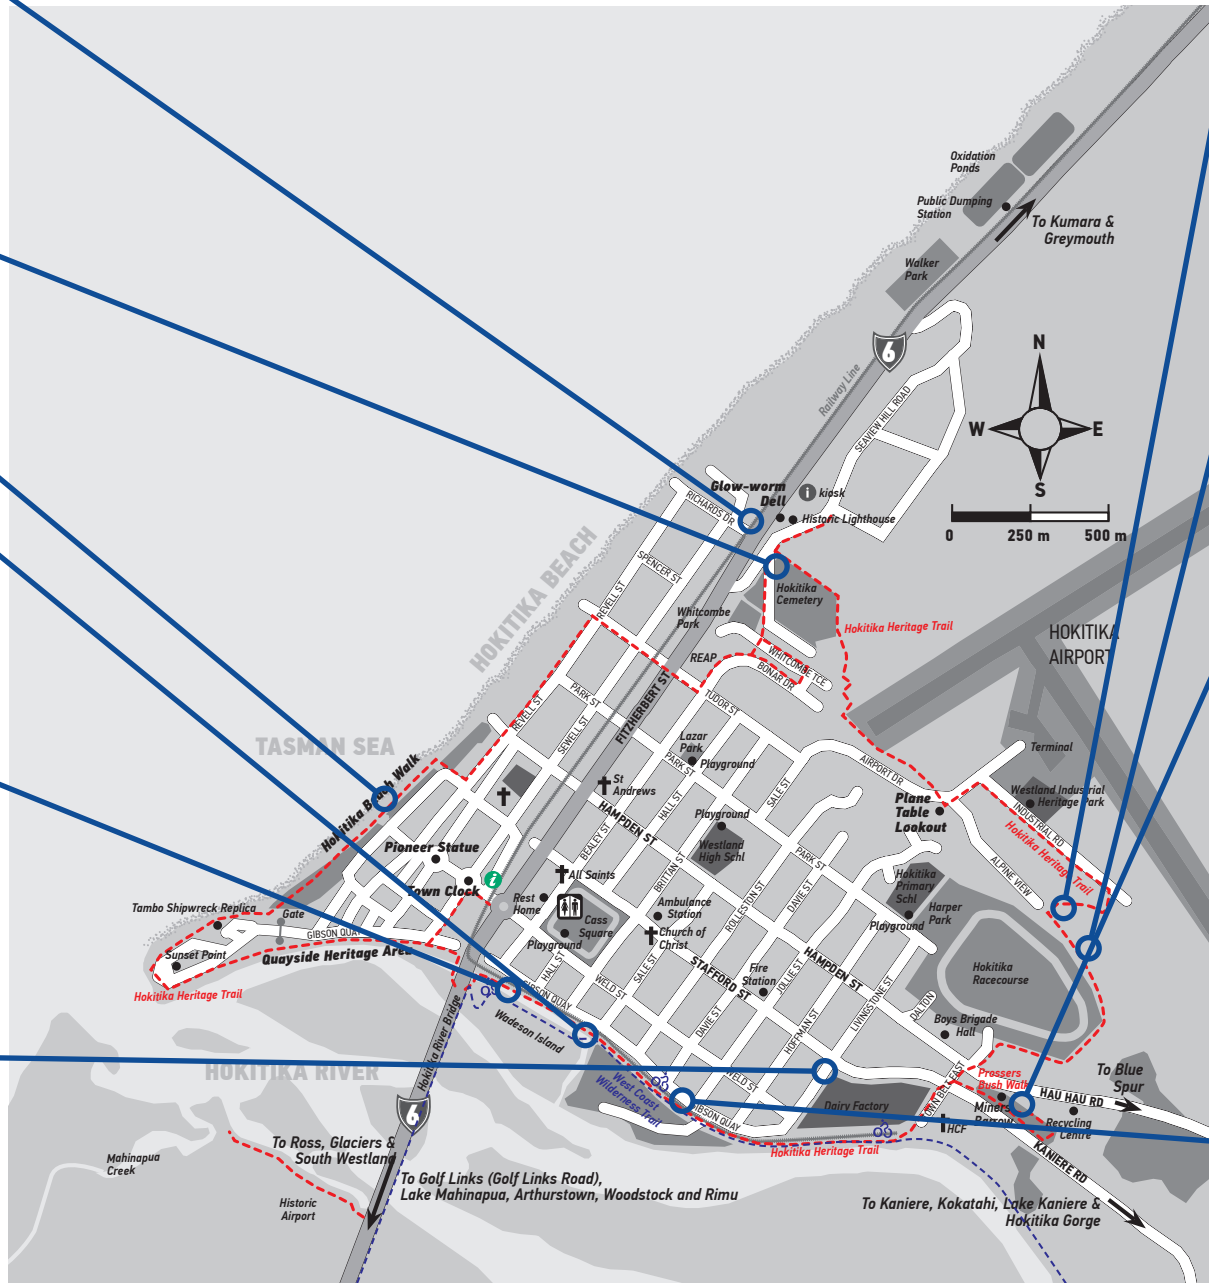 Oxidation
Ponds
Public Dumping
Station
To Kumara &
Greymouth
Walker
Park
6
N
W
E
S
0
250 m
500 m
Railway Line
SEAVIEW HILL ROAD
Glow-worm
Dell
i
kiosk
Historic Lighthouse
RICHARDS DR
SPENCER ST
REVELL ST
HOKITIKA BEACH
Hokitika
Cemetery
Whitcombe
Park
Hokitika Heritage Trail
HOKITIKA
AIRPORT
REAP
WHITCOMBE TCE
BONAR DR
TUDOR ST
FITZHERBERT ST
PARK ST
REVELL ST
SEWELL ST
TASMAN SEA
Hokitika Beach Walk
Lazar
Park
Playground
PARK ST
SALE ST
AIRPORT DR
Terminal
Westland Industrial
Heritage Park
INDUSTRIAL RD
Hokitika Heritage Trail
Plane
Table
Lookout
ALPINE VIEW
St
Andrews
HAMPDEN ST
HALL ST
Playground
Westland
High Schl
BEALEY ST
BRITTAN ST
PARK ST
Pioneer Statue
Town Clock
i
All Saints
Rest
Home
Cass
Square
Playground
Ambulance
Station
Church of
Christ
ROLLESTON ST
DAVIE ST
Hokitika
Primary
Schl
Harper
Park
Playground
Tambo Shipwreck Replica
Gate
GIBSON QUAY
Sunset Point
Quayside Heritage Area
Hokitika Heritage Trail
HALL ST
WELD ST
SALE ST
STAFFORD ST
HAMPDEN ST
Fire
Station
JOLLIE ST
Hokitika
Racecourse
LIVINGSTONE ST
DALTON
Boys Brigade
Hall
GIBSON QUAY
Wadeson Island
DAVIE ST
HOFFMAN ST
Hokitika River Bridge
HOKITIKA RIVER
West Coast
Wilderness Trail
WELD ST
GIBSON QUAY
Dairy Factory
TOWN BELT EAST
Prossers
Bush Walk
Miners
Barrow
HCF
HAU HAU RD
To Blue
Spur
Recycling
Centre
KANIERE RD
Hokitika Heritage Trail
6
To Ross, Glaciers &
South Westland
Mahinapua
Creek
Historic
Airport
To Golf Links (Golf Links Road),
Lake Mahinapua, Arthurstown, Woodstock and Rimu
To Kaniere, Kokatahi, Lake Kaniere &
Hokitika Gorge